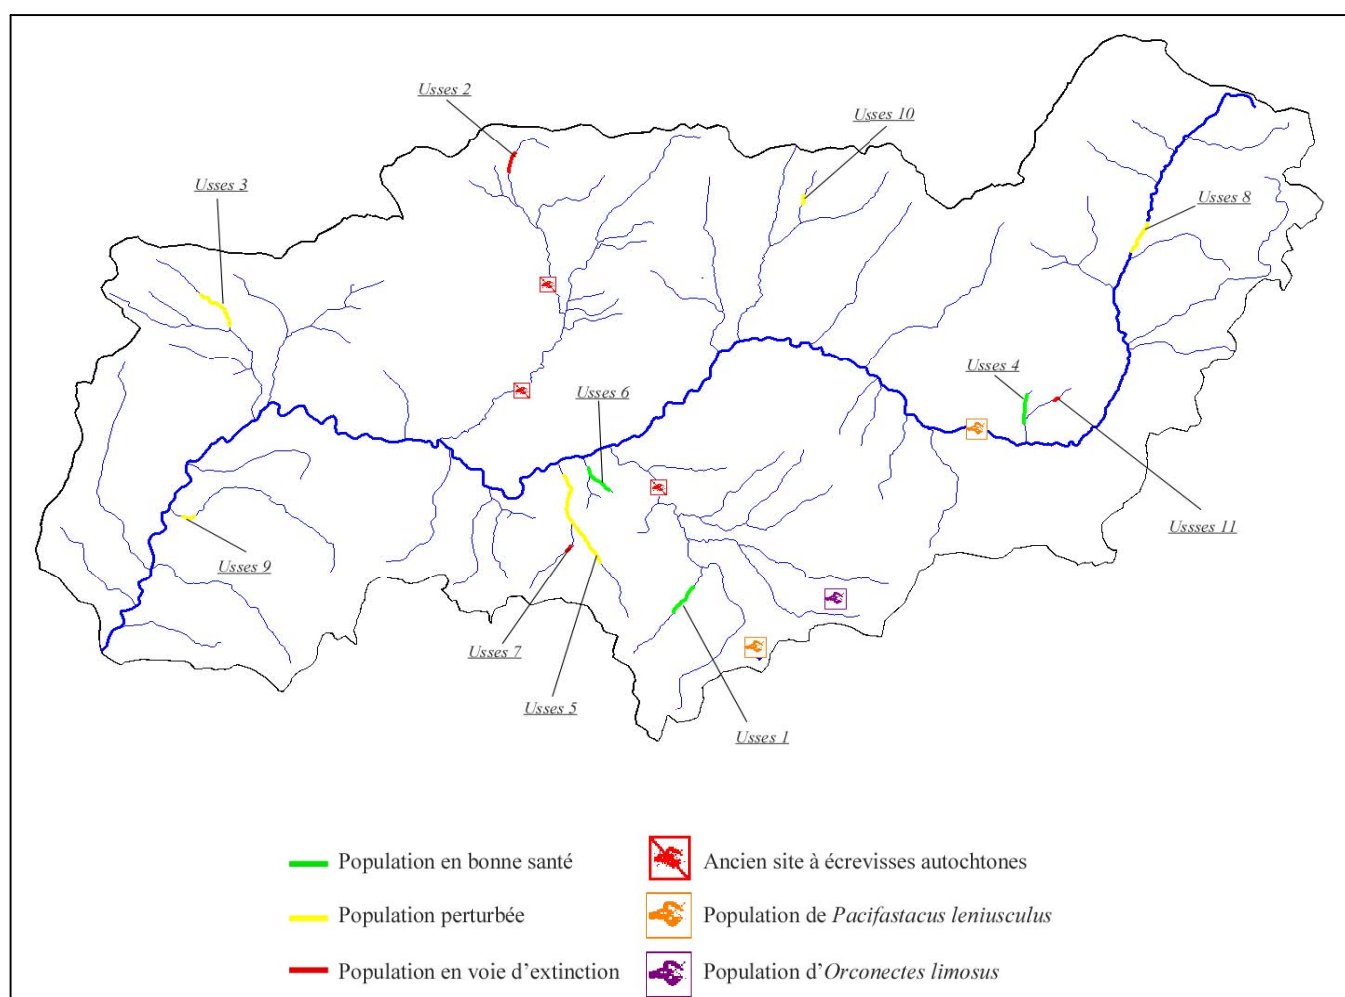 Usses 2
Usses 10
Usses 3
Usses 8
Usses 4
Usses 6
Ussses 11
Usses 9
Usses 7
Usses 5
Usses 1
Population en bonne santé
Ancien site à écrevisses autochtones
Population perturbée
Population de Pacifastacus leniusculus
Population en voie d’extinction
Population d’Orconectes limosus